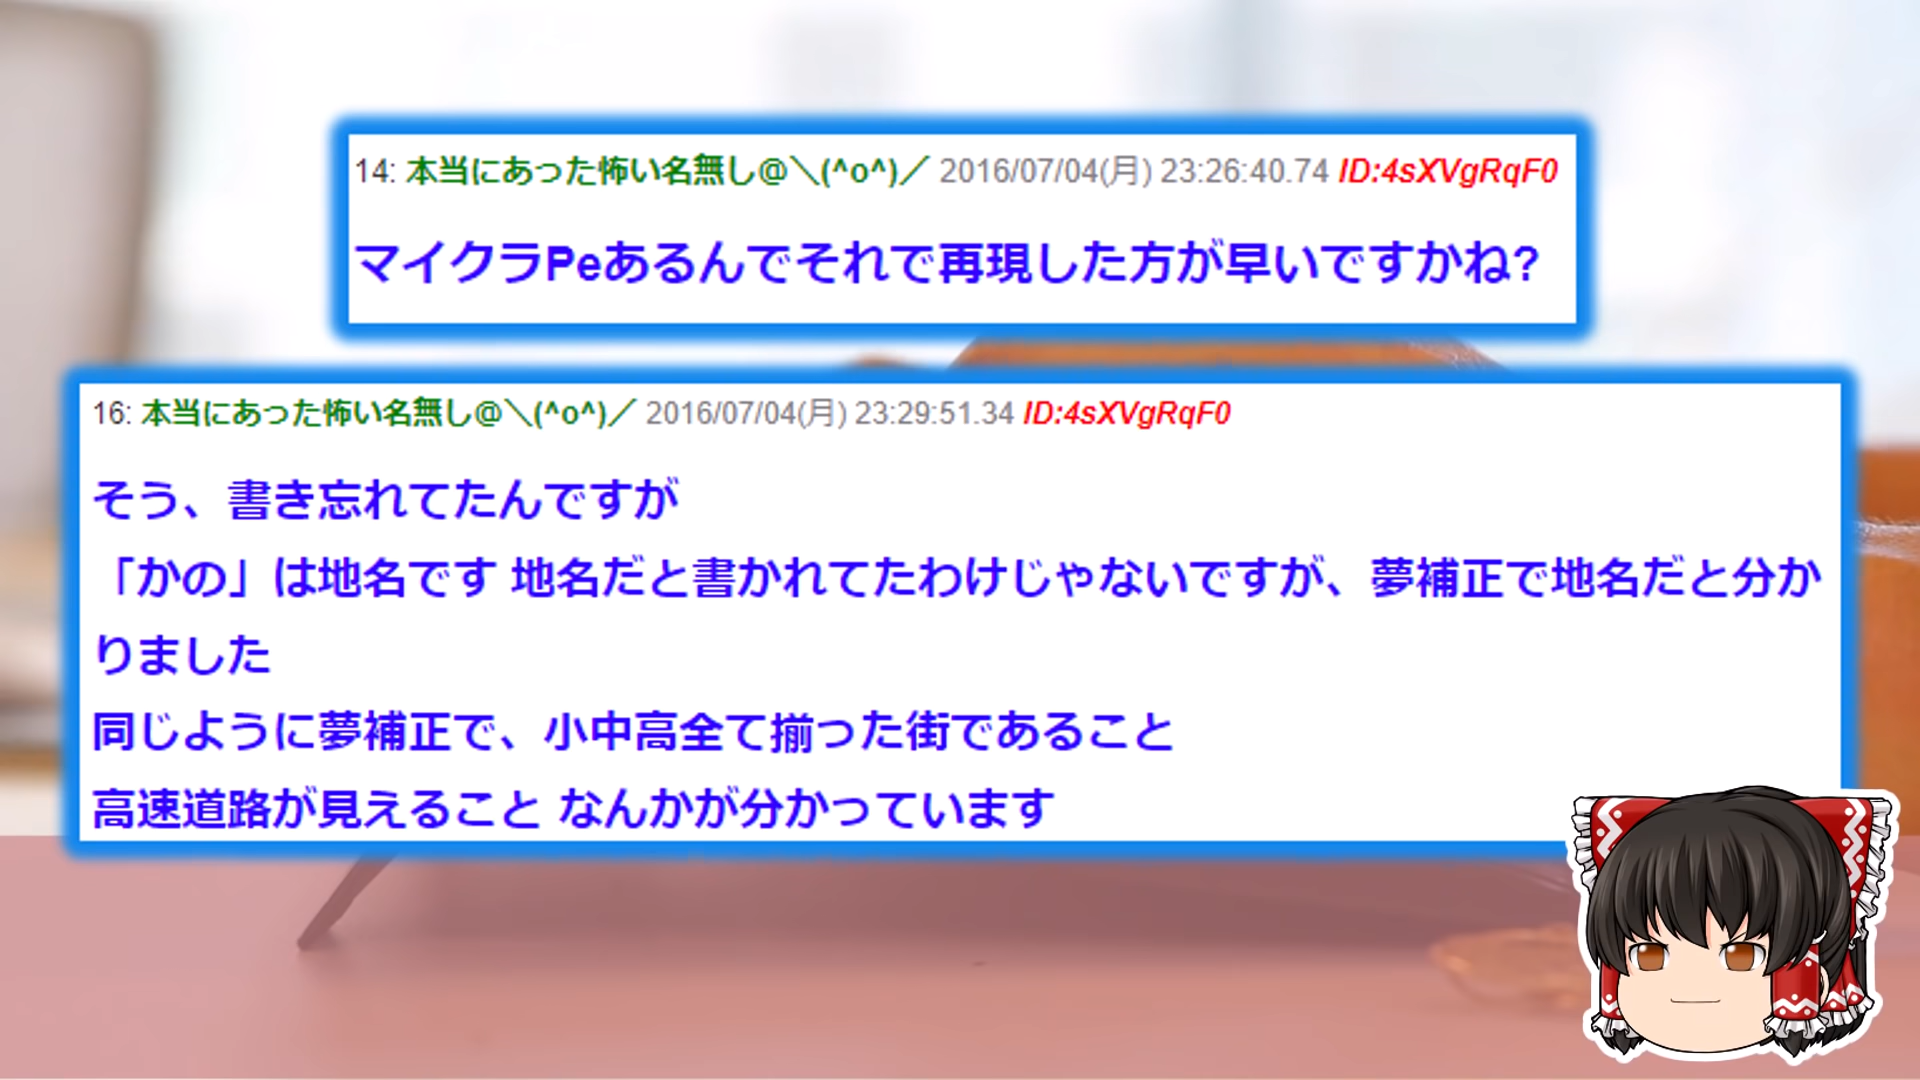 14: 本当にあった怖い名無し@＼(^o^)／ 2016/07/04(月) 23:26:40.74 ID:4sXVgRqF0
マイクラPeあるんでそれで再現した方が早いですかね?
16: 本当にあった怖い名無し@＼(^o^)／ 2016/07/04(月) 23:29:51.34 ID:4sXVgRqF0
そう、書き忘れてたんですが
「かの」は地名です 地名だと書かれてたわけじゃないですが、夢補正で地名だと分か
りました
同じように夢補正で、小中高全て揃った街であること
高速道路が見えること なんかが分かっています